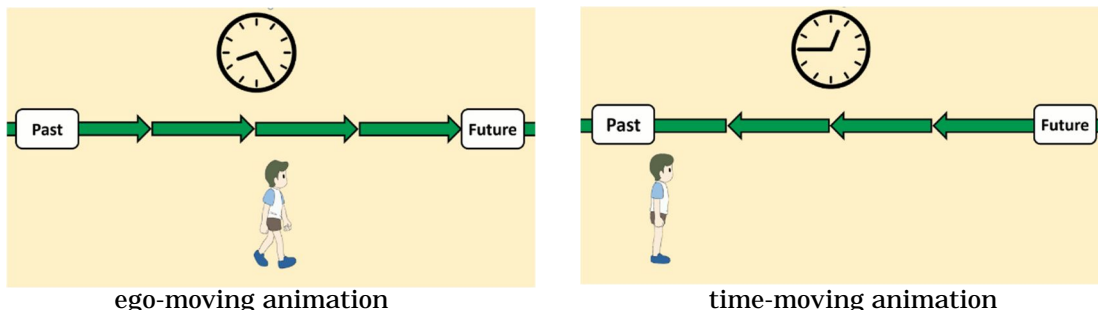 Past
Future
ego-moving animation
Past
Future
time-moving animation